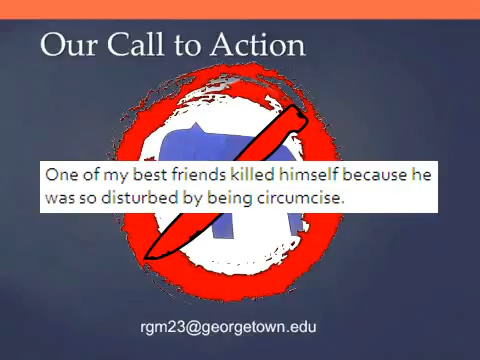 Our Call to Action
One of my best friends killed himself because he
was so disturbed by being circumcise.
rgm23@georgetown.edu